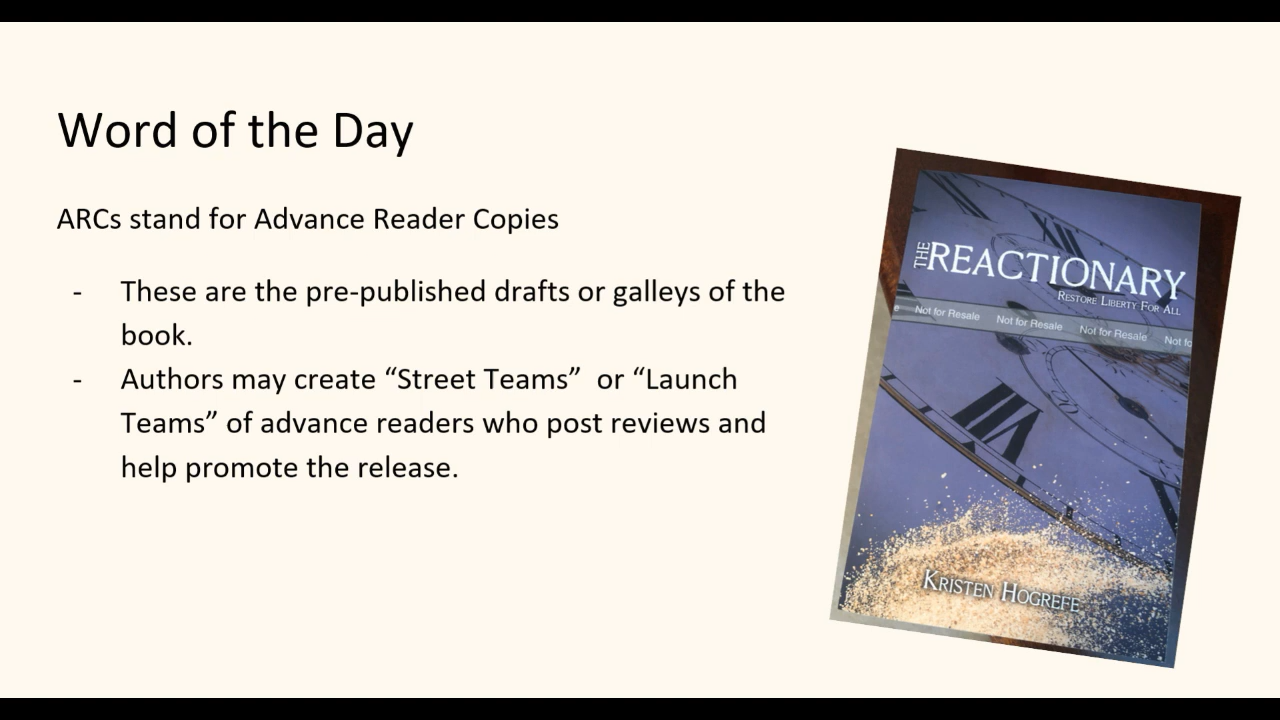 Word of the Day
ARCs stand for Advance Reader Copies
- These are the pre-published drafts or galleys of the
book.
- Authors may create “Street Teams”  or “Launch
Teams” of advance readers who post reviews and
help promote the release.
THE REACTIONARY
RESTORE LIBERTY FOR ALL
Not for Resale Not for Resale Not for Resale Not fo
KRISTEN HOGREFE